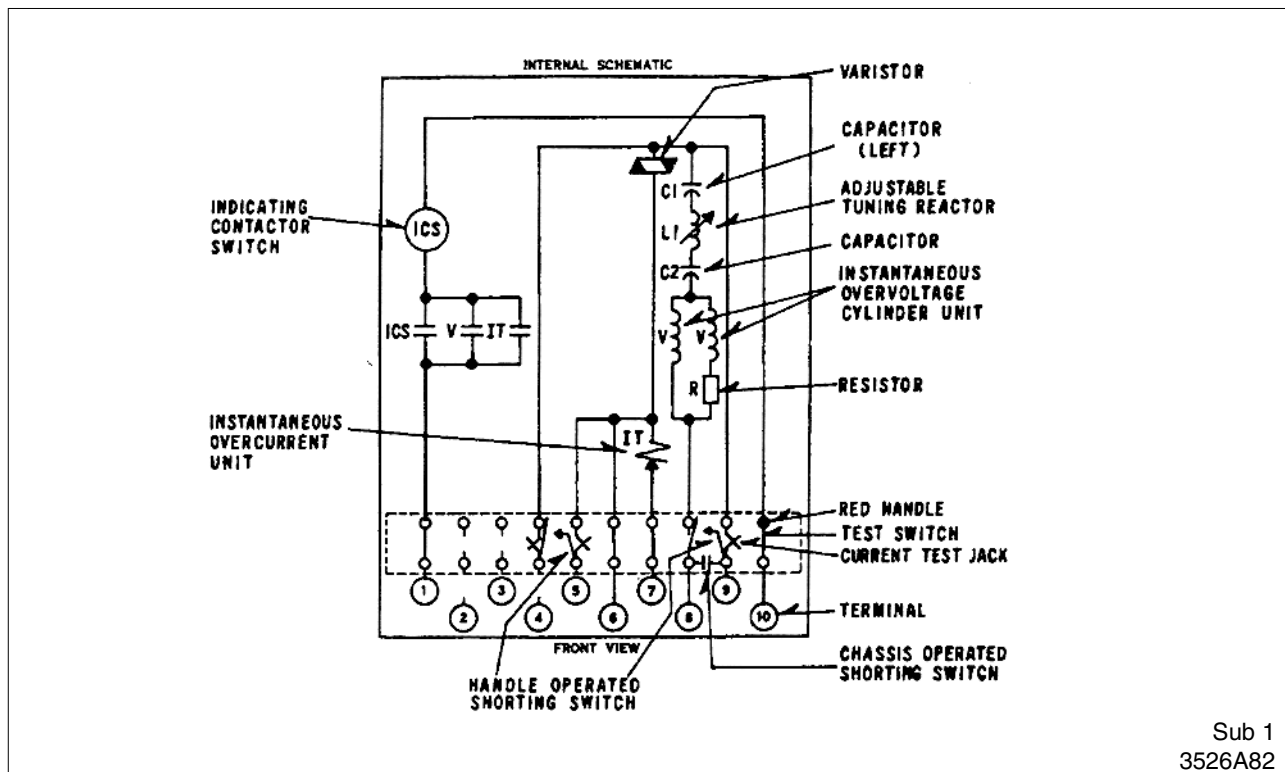 INTERNAL SCHEMATIC
VARISTOR
CAPACITOR
(LEFT)
C1
ADJUSTABLE
TUNING REACTOR
INDICATING
CONTACTOR
SWITCH
ICS
L1
CAPACITOR
C2
INSTANTANEOUS
OVERVOLTAGE
CYLINDER UNIT
ICS V IT
V V
R
RESISTOR
INSTANTANEOUS
OVERCURRENT
UNIT
IT
RED HANDLE
TEST SWITCH
CURRENT TEST JACK
1 3 5 7 9
2 4 6 8 10
TERMINAL
FRONT VIEW
CHASSIS OPERATED
SHORTING SWITCH
HANDLE OPERATED
SHORTING SWITCH
Sub 1
3526A82